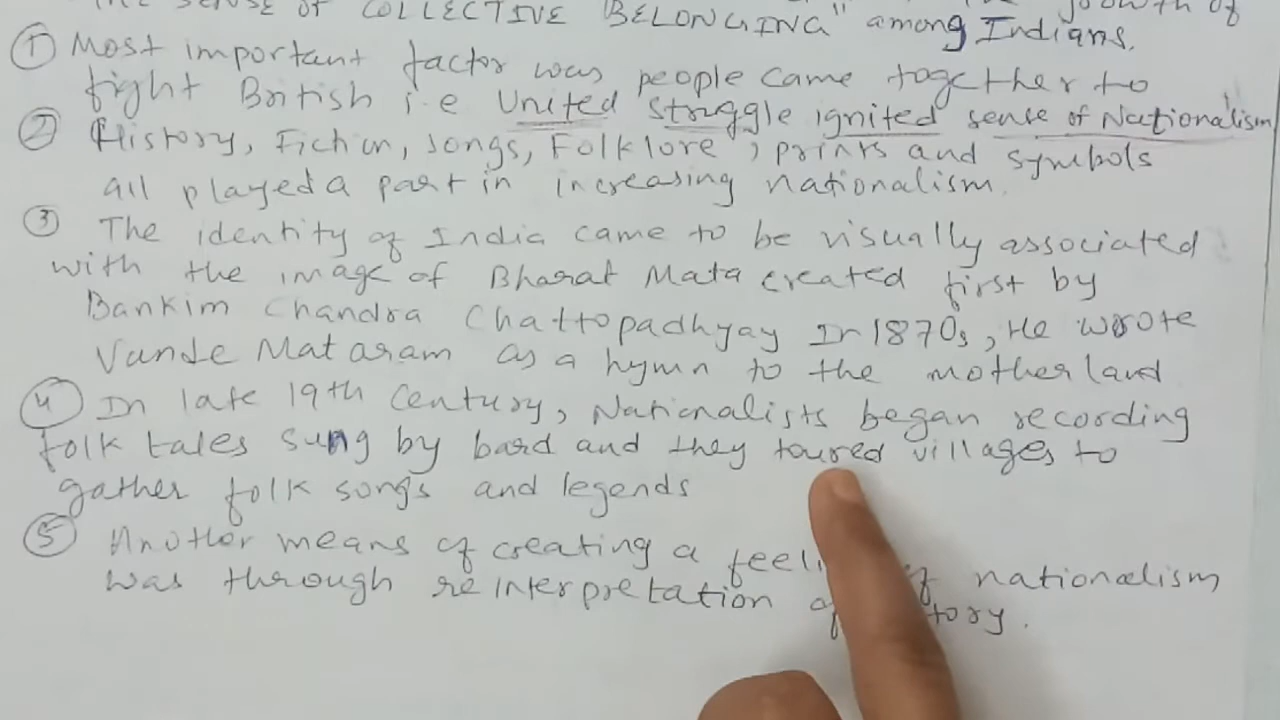 THE SENSE OF COLLECTIVE BELONGING" among Indians. growth of
① Most important factor was people came together to
fight British i.e United struggle ignited sense of Nationalism
② History, Fiction, songs, Folklore, prints and symbols
all played a part in increasing nationalism.
③ The identity of India came to be visually associated
with the image of Bharat Mata created first by
Bankim Chandra Chattopadhyay In 1870s, He wrote
Vande Mataram as a hymn to the motherland
④ In late 19th Century, Nationalists began recording
folk tales sung by bard and they toured villages to
gather folk songs and legends
⑤ Another means of creating a feeli of nationalism
was through reinterpretation of tory.